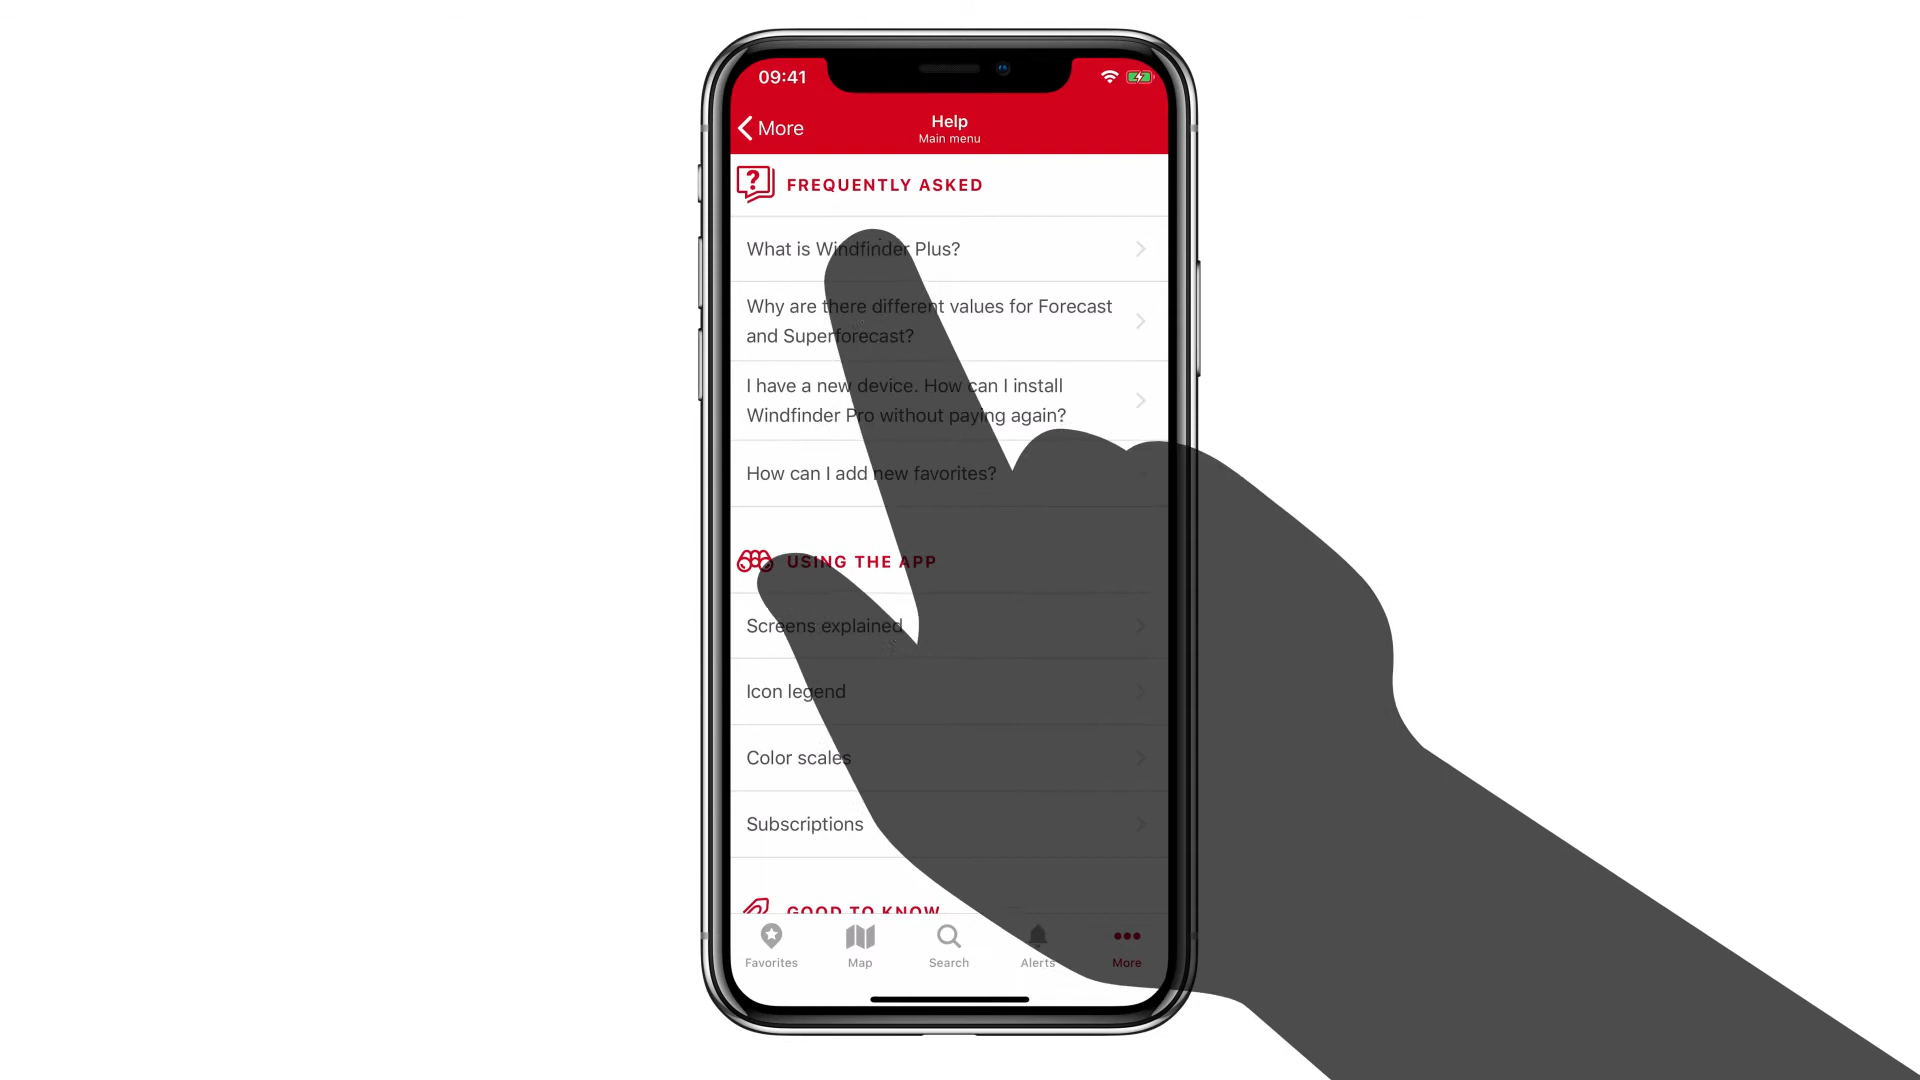 09:41
More
Help
Main menu
FREQUENTLY ASKED
What is Windfinder Plus?
Why are there different values for Forecast
and Superforecast?
I have a new device. How can I install
Windfinder Pro without paying again?
How can I add new favorites?
USING THE APP
Screens explained
Icon legend
Color scales
Subscriptions
GOOD TO KNOW
Favorites
Map
Search
Alerts
More